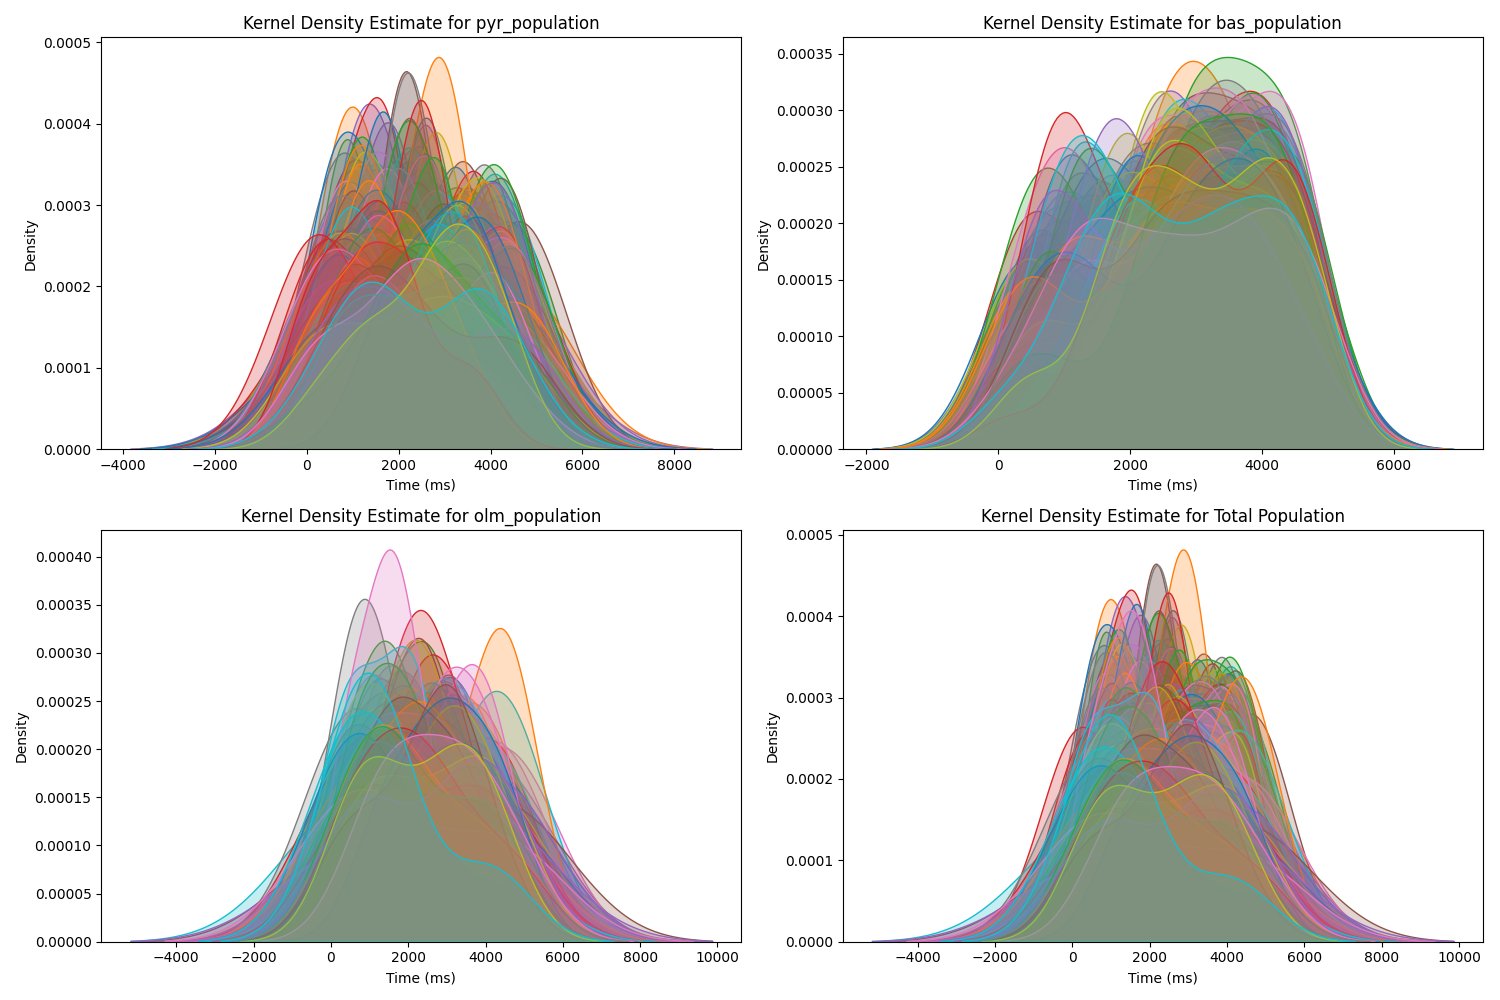 Kernel Density Estimate for pyr_population
Density
0.0005
0.0004
0.0003
0.0002
0.0001
0.0000
−4000 −2000 0 2000 4000 6000 8000
Time (ms)
Kernel Density Estimate for bas_population
Density
0.00035
0.00030
0.00025
0.00020
0.00015
0.00010
0.00005
0.00000
−2000 0 2000 4000 6000
Time (ms)
Kernel Density Estimate for olm_population
Density
0.00040
0.00035
0.00030
0.00025
0.00020
0.00015
0.00010
0.00005
0.00000
−4000 −2000 0 2000 4000 6000 8000 10000
Time (ms)
Kernel Density Estimate for Total Population
Density
0.0005
0.0004
0.0003
0.0002
0.0001
0.0000
−4000 −2000 0 2000 4000 6000 8000 10000
Time (ms)